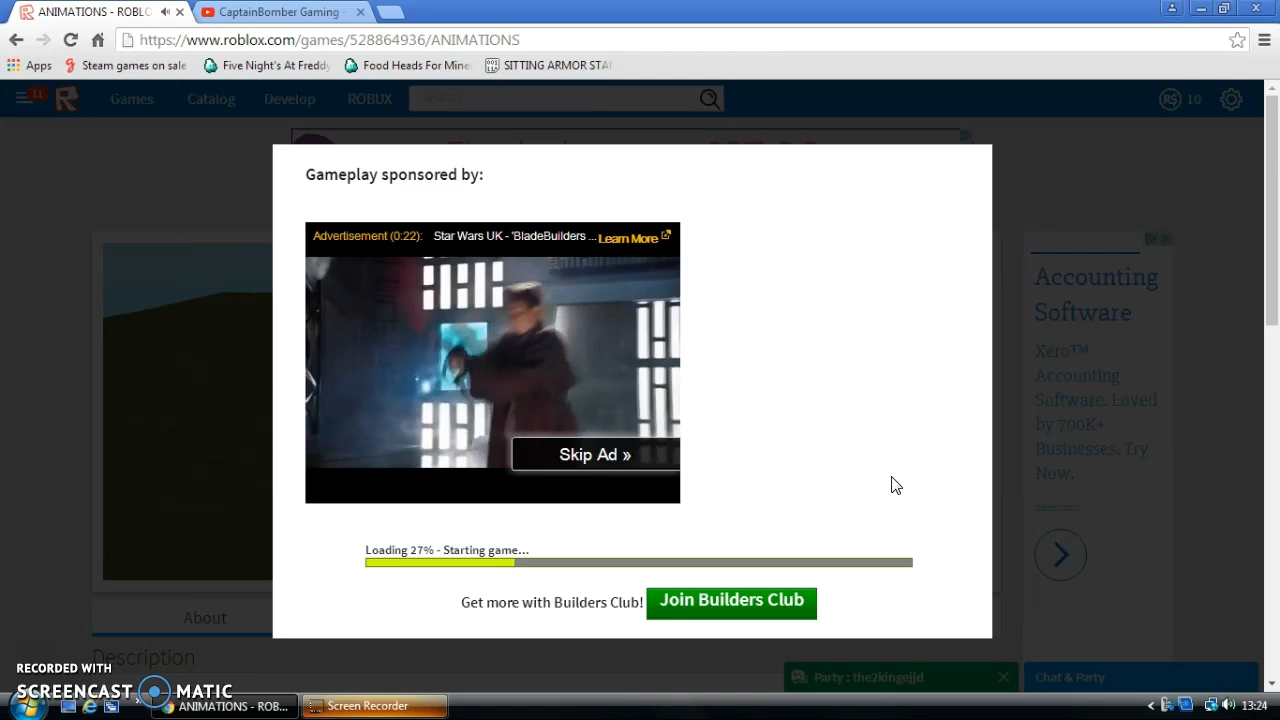 ANIMATIONS - ROBLO
CaptainBomber Gaming -
https://www.roblox.com/games/528864936/ANIMATIONS
Apps
Steam games on sale
Five Night's At Freddy
Food Heads For Mine
SITTING ARMOR STA
11
Games
Catalog
Develop
ROBUX
Search
R$ 10
Gameplay sponsored by:
Advertisement (0:22): Star Wars UK - 'BladeBuilders ... Learn More
Skip Ad »
Loading 27% - Starting game...
Get more with Builders Club! Join Builders Club
Accounting
Software
Xero™
Accounting
Software. Loved
by 700K+
Businesses. Try
Now.
About
Description
Party : the2kingejjd
Chat & Party
RECORDED WITH
SCREENCAST MATIC
ANIMATIONS - ROB...
Screen Recorder
13:24